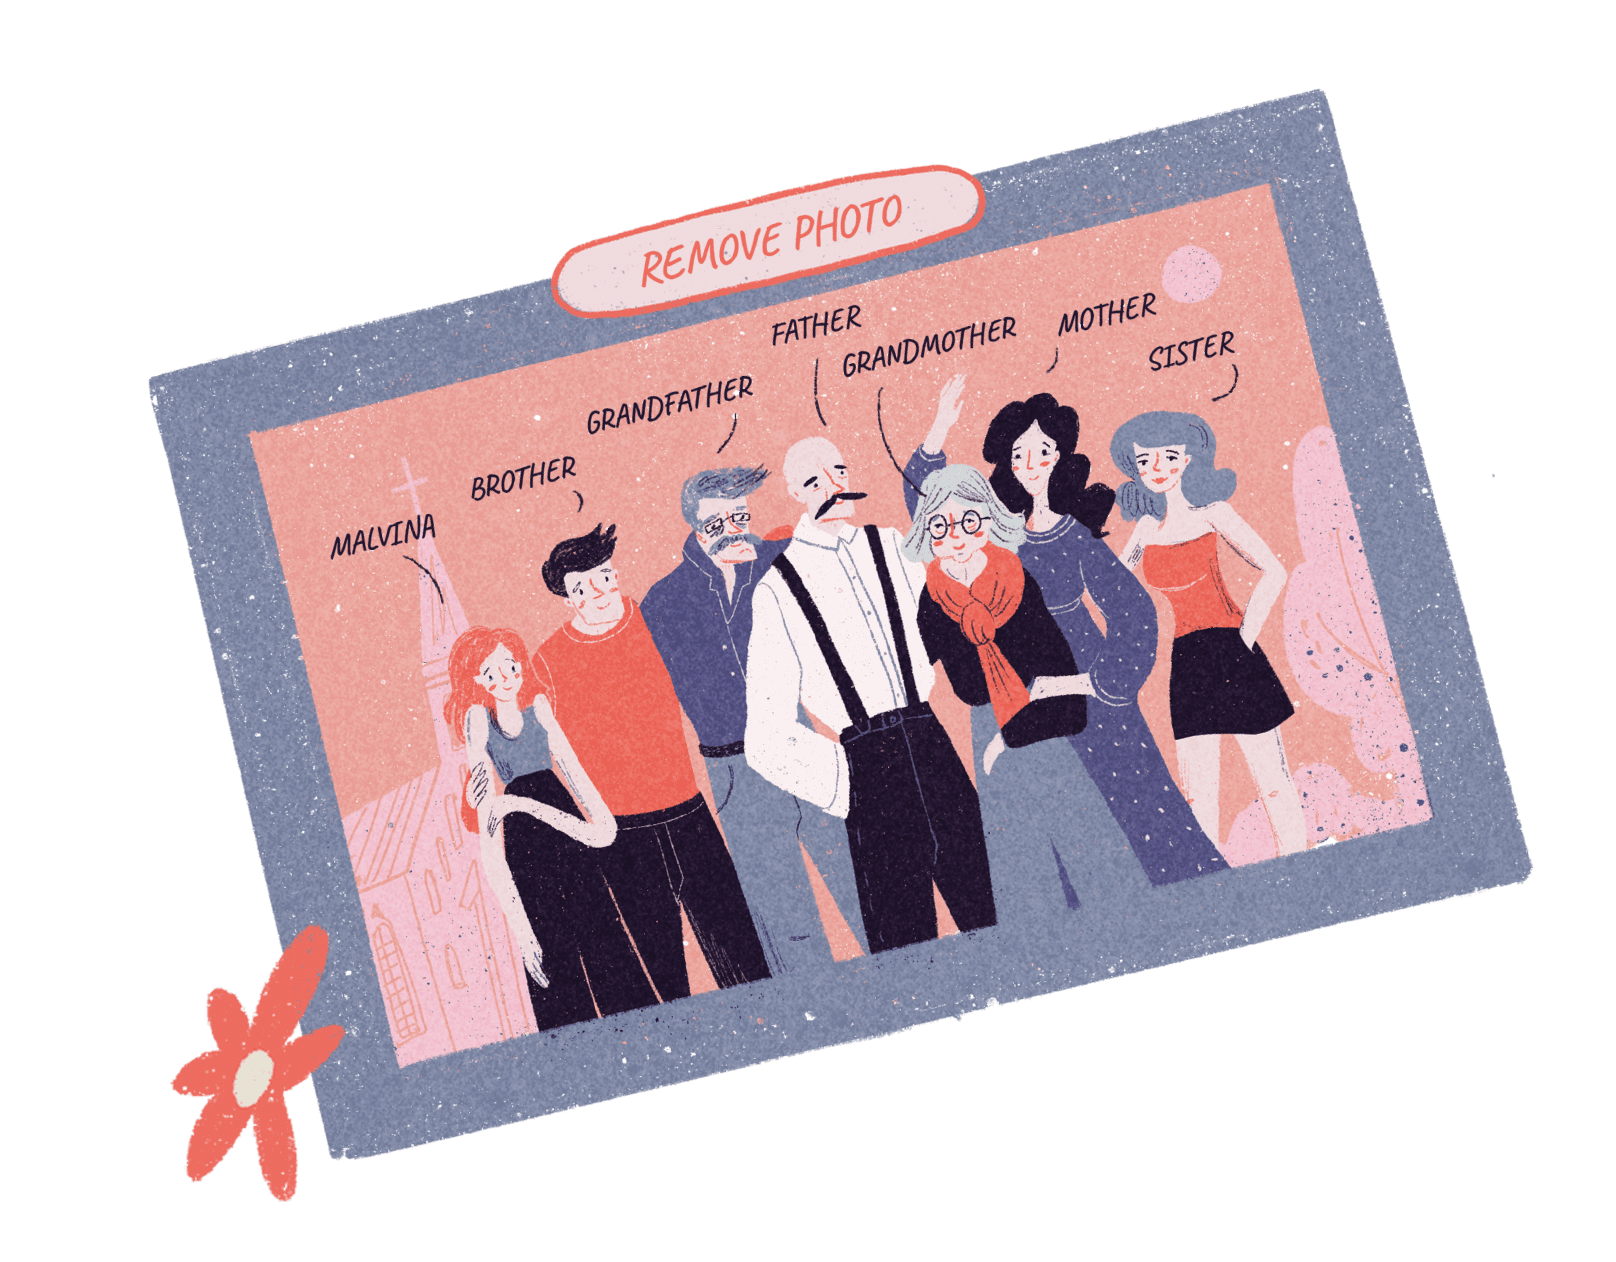 REMOVE PHOTO
FATHER
GRANDMOTHER
MOTHER
SISTER
GRANDFATHER
BROTHER
MALVINA